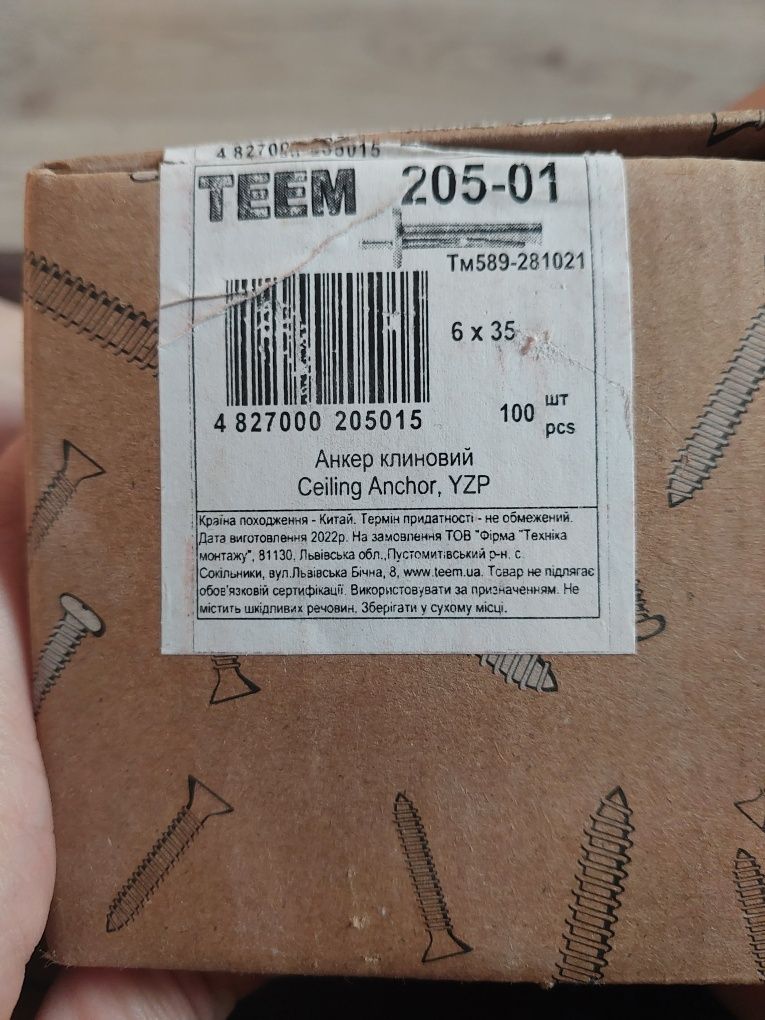 4 827000 205015
TEEM 205-01
Тм589-281021
6 x 35
4 827000 205015
100 шт
pcs
Анкер клиновий
Ceiling Anchor, YZP
Країна походження - Китай. Термін придатності - не обмежений.
Дата виготовлення 2022р. На замовлення ТОВ "Фірма "Техніка
монтажу", 81130, Львівська обл.,Пустомитівський р-н. с.
Сокільники, вул.Львівська Бічна, 8, www.teem.ua. Товар не підлягає
обов'язковій сертифікації. Використовувати за призначенням. Не
містить шкідливих речовин. Зберігати у сухому місці.